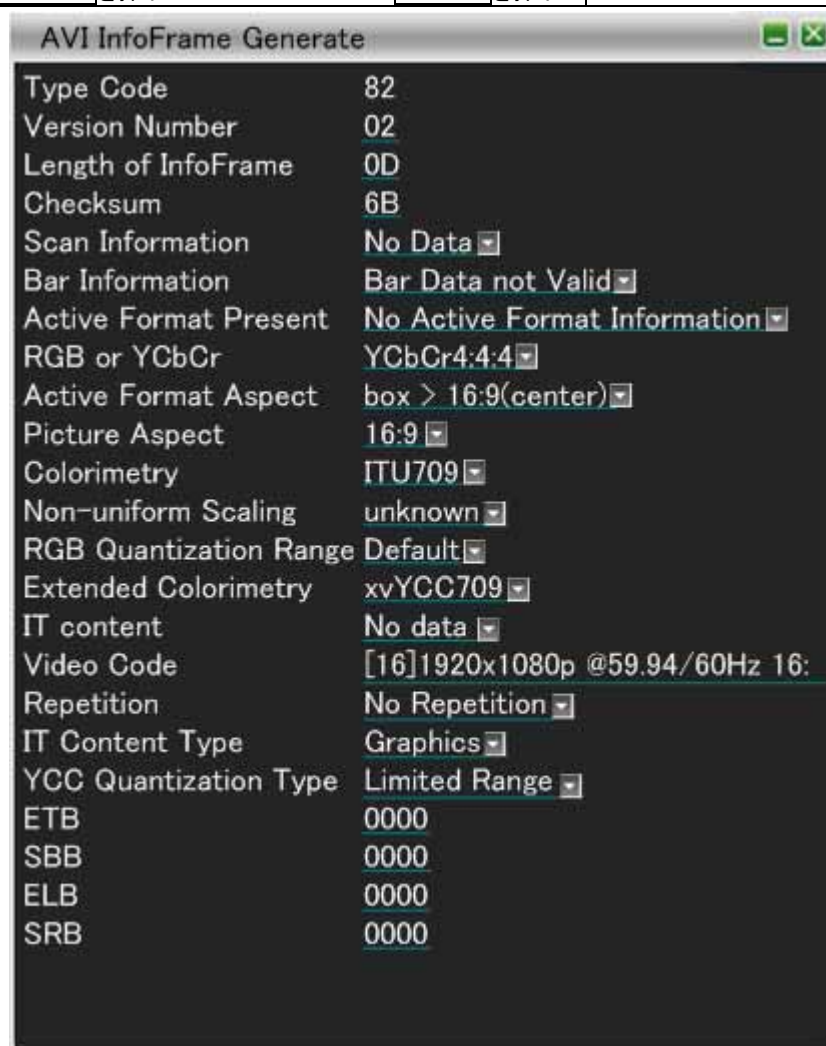 AVI InfoFrame Generate
Type Code 82
Version Number 02
Length of InfoFrame 0D
Checksum 6B
Scan Information No Data
Bar Information Bar Data not Valid
Active Format Present No Active Format Information
RGB or YCbCr YCbCr4:4:4
Active Format Aspect box > 16:9(center)
Picture Aspect 16:9
Colorimetry ITU709
Non-uniform Scaling unknown
RGB Quantization Range Default
Extended Colorimetry xvYCC709
IT content No data
Video Code [16]1920x1080p @59.94/60Hz 16:
Repetition No Repetition
IT Content Type Graphics
YCC Quantization Type Limited Range
ETB 0000
SBB 0000
ELB 0000
SRB 0000